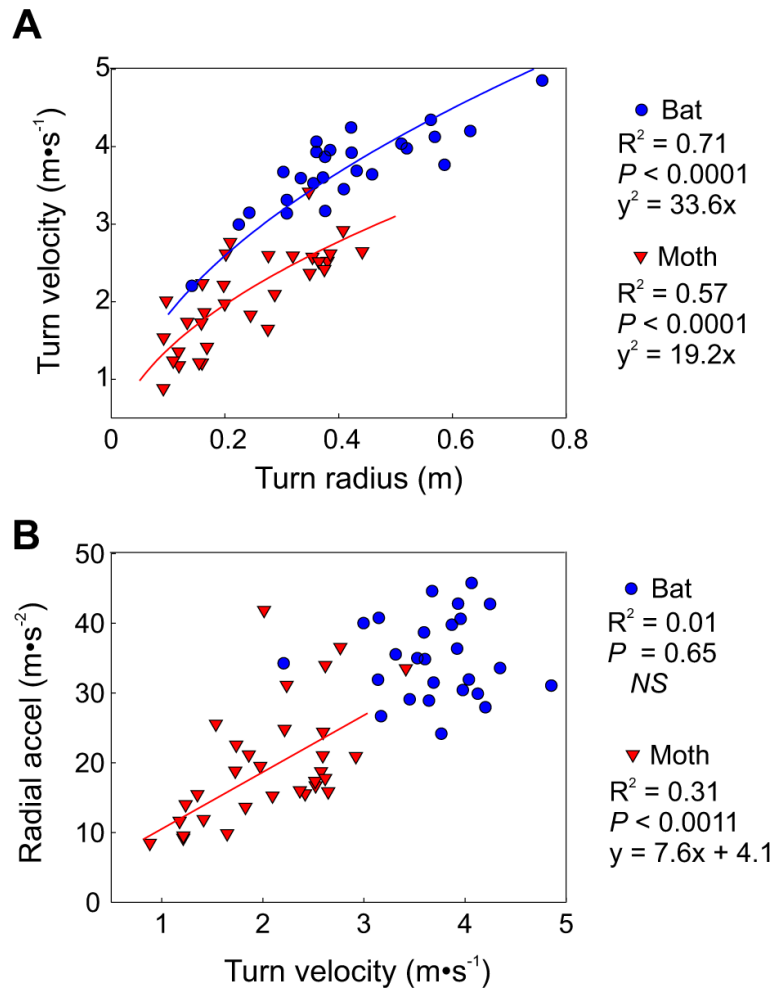 A
Turn velocity (m•s⁻¹)
5
4
3
2
1
0
0.2
0.4
0.6
0.8
Turn radius (m)
Bat
R² = 0.71
P < 0.0001
y² = 33.6x
Moth
R² = 0.57
P < 0.0001
y² = 19.2x
B
Radial accel (m•s⁻²)
50
40
30
20
10
0
1
2
3
4
5
Turn velocity (m•s⁻¹)
Bat
R² = 0.01
P = 0.65
NS
Moth
R² = 0.31
P < 0.0011
y = 7.6x + 4.1